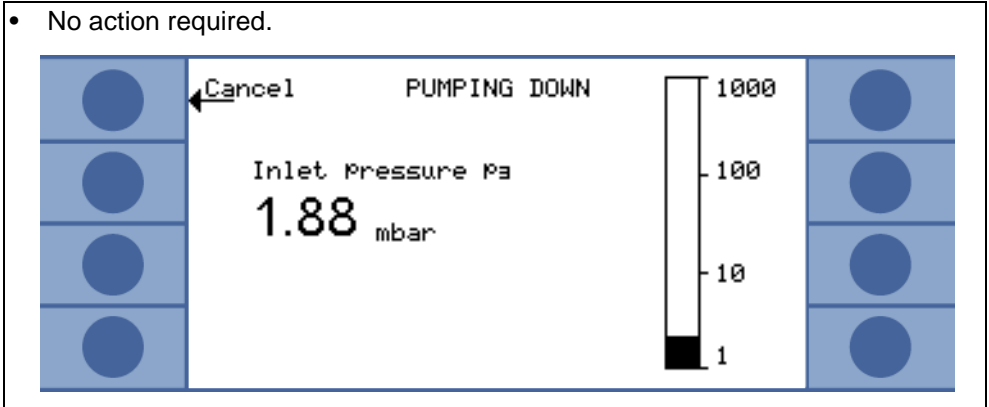 • No action required.
Cancel PUMPING DOWN
Inlet pressure pa
1.88 mbar
1000
100
10
1